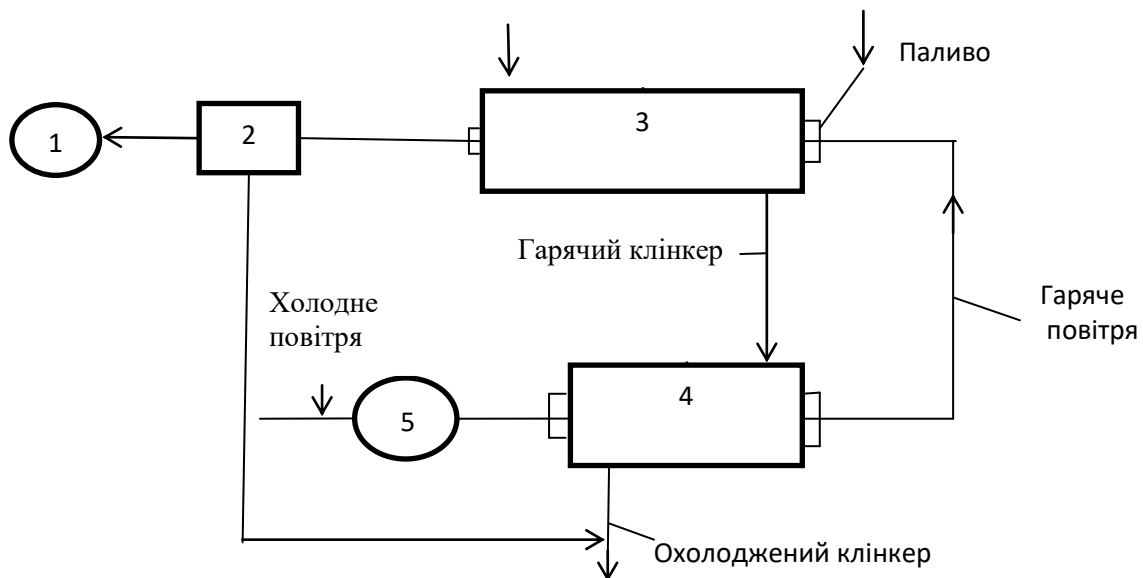 Паливо
3
2
1
Гарячий клінкер
Холодне
повітря
Гаряче
повітря
4
5
Охолоджений клінкер